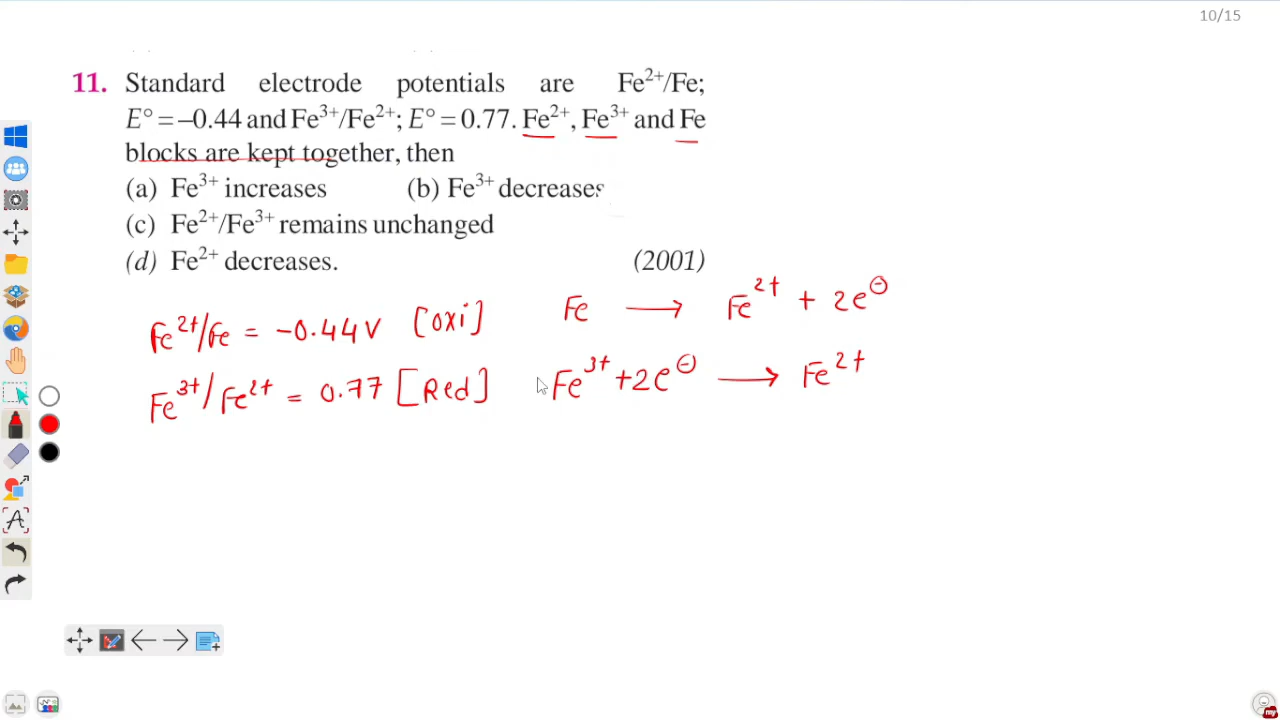 10/15
11. Standard electrode potentials are Fe²⁺/Fe;
E° = –0.44 and Fe³⁺/Fe²⁺; E° = 0.77. Fe²⁺, Fe³⁺ and Fe
blocks are kept together, then
(a) Fe³⁺ increases (b) Fe³⁺ decreases
(c) Fe²⁺/Fe³⁺ remains unchanged
(d) Fe²⁺ decreases. (2001)
Fe²⁺/Fe = -0.44V [oxi] Fe ⟶ Fe²⁺ + 2e⊖
Fe³⁺/Fe²⁺ = 0.77 [Red] Fe³⁺ + 2e⊖ ⟶ Fe²⁺